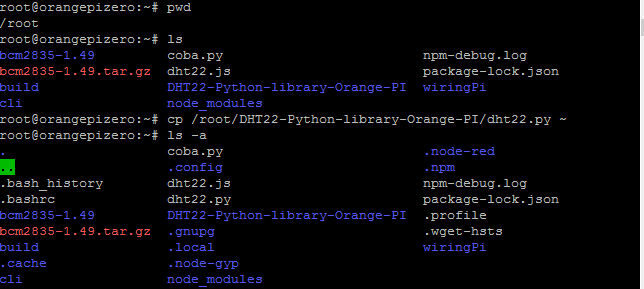 root@orangepizero:~# pwd
/root
root@orangepizero:~# ls
bcm2835-1.49 coba.py npm-debug.log
bcm2835-1.49.tar.gz dht22.js package-lock.json
build DHT22-Python-library-Orange-PI wiringPi
cli node_modules
root@orangepizero:~# cp /root/DHT22-Python-library-Orange-PI/dht22.py ~
root@orangepizero:~# ls -a
. coba.py .node-red
.. .config .npm
.bash_history dht22.js npm-debug.log
.bashrc dht22.py package-lock.json
bcm2835-1.49 DHT22-Python-library-Orange-PI .profile
bcm2835-1.49.tar.gz .gnupg .wget-hsts
build .local wiringPi
.cache .node-gyp
cli node_modules